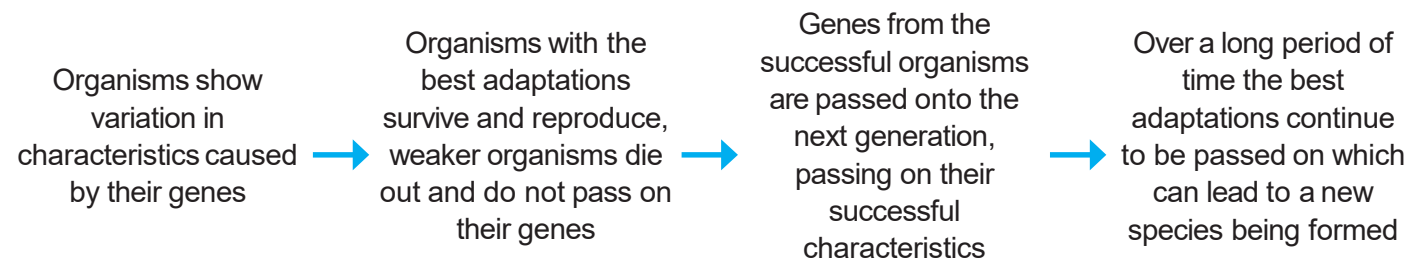 Organisms show
variation in
characteristics caused
by their genes
Organisms with the
best adaptations
survive and reproduce,
weaker organisms die
out and do not pass on
their genes
Genes from the
successful organisms
are passed onto the
next generation,
passing on their
successful
characteristics
Over a long period of
time the best
adaptations continue
to be passed on which
can lead to a new
species being formed